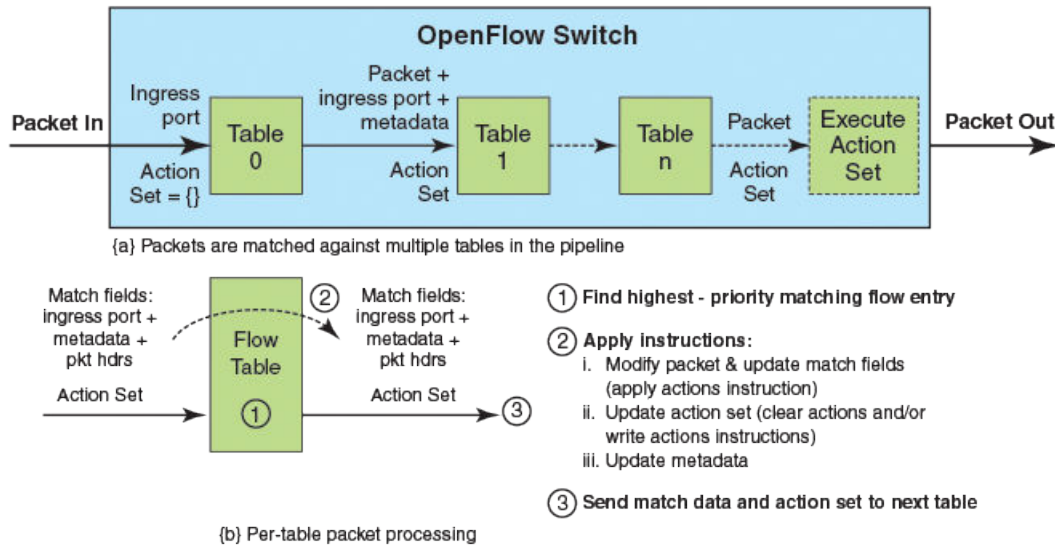 OpenFlow Switch
Packet In
Ingress
port
Action
Set = {}
Table
0
Packet +
ingress port +
metadata
Action
Set
Table
1
Table
n
Packet
Action
Set
Execute
Action
Set
Packet Out
{a} Packets are matched against multiple tables in the pipeline
Match fields:
ingress port +
metadata +
pkt hdrs
Action Set
Flow
Table
1
2
Match fields:
ingress port +
metadata +
pkt hdrs
Action Set
3
{b} Per-table packet processing
1 Find highest - priority matching flow entry
2 Apply instructions:
i. Modify packet & update match fields
(apply actions instruction)
ii. Update action set (clear actions and/or
write actions instructions)
iii. Update metadata
3 Send match data and action set to next table